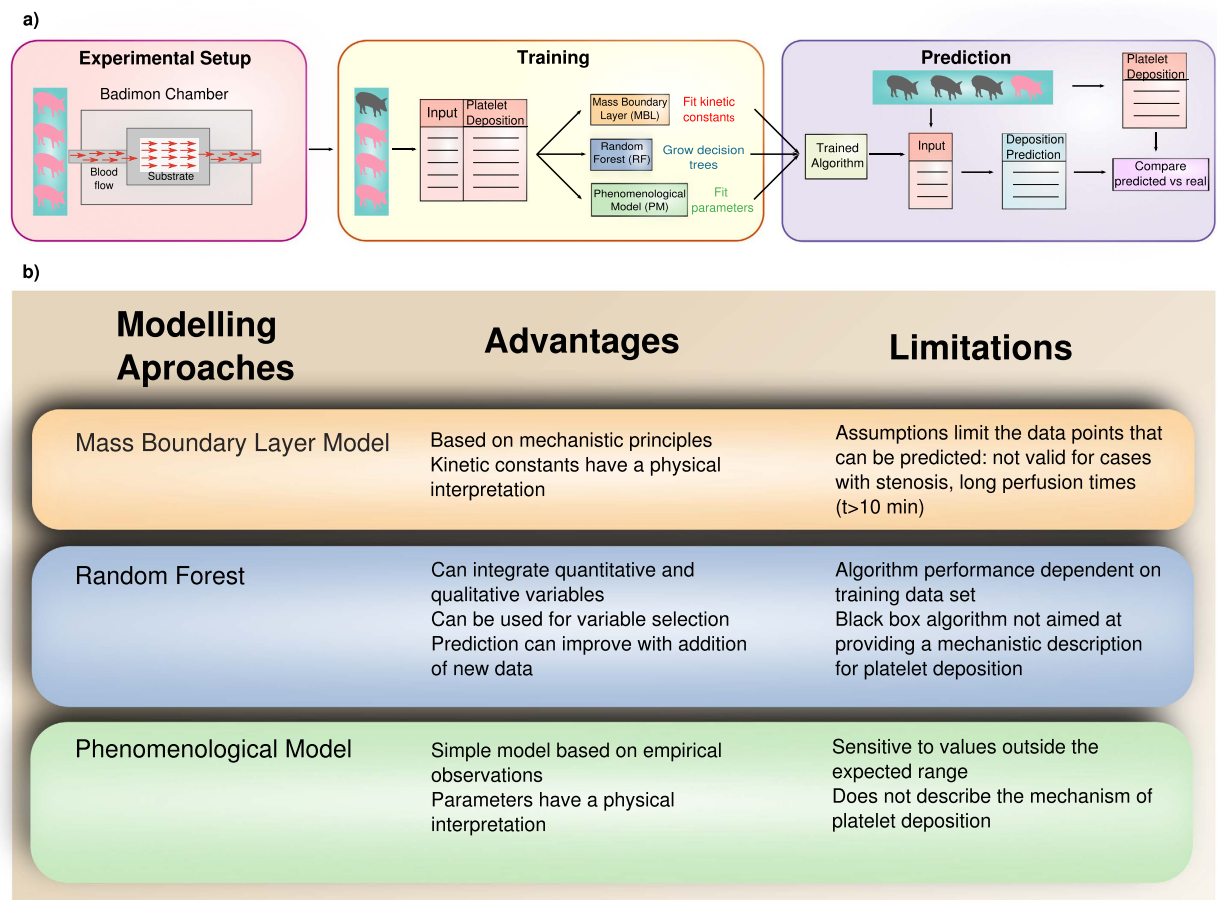 a)
Experimental Setup
Badimon Chamber
Blood
flow
Substrate
Training
Input
Platelet
Deposition
Mass Boundary
Layer (MBL)
Fit kinetic
constants
Random
Forest (RF)
Grow decision
trees
Phenomenological
Model (PM)
Fit
parameters
Prediction
Trained
Algorithm
Input
Deposition
Prediction
Platelet
Deposition
Compare
predicted vs real
b)
Modelling
Aproaches
Advantages
Limitations
Mass Boundary Layer Model
Based on mechanistic principles
Kinetic constants have a physical
interpretation
Assumptions limit the data points that
can be predicted: not valid for cases
with stenosis, long perfusion times
(t>10 min)
Random Forest
Can integrate quantitative and
qualitative variables
Can be used for variable selection
Prediction can improve with addition
of new data
Algorithm performance dependent on
training data set
Black box algorithm not aimed at
providing a mechanistic description
for platelet deposition
Phenomenological Model
Simple model based on empirical
observations
Parameters have a physical
interpretation
Sensitive to values outside the
expected range
Does not describe the mechanism of
platelet deposition